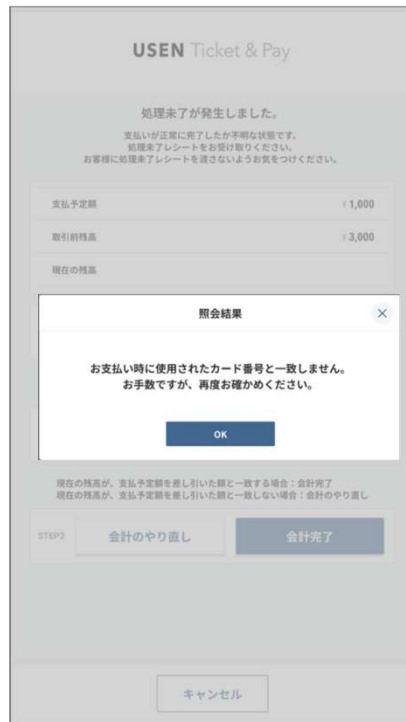 USEN Ticket & Pay
処理未了が発生しました。
支払いが正常に完了したか不明な状態です。
処理未了レシートをお受け取りください。
お客様に処理未了レシートを渡さないようお気をつけください。
支払予定額 ¥1,000
取引前残高 ¥3,000
現在の残高
照会結果 ×
お支払い時に使用されたカード番号と一致しません。
お手数ですが、再度お確かめください。
OK
現在の残高が、支払予定額を差し引いた額と一致する場合：会計完了
現在の残高が、支払予定額を差し引いた額と一致しない場合：会計のやり直し
STEP2 会計のやり直し 会計完了
キャンセル